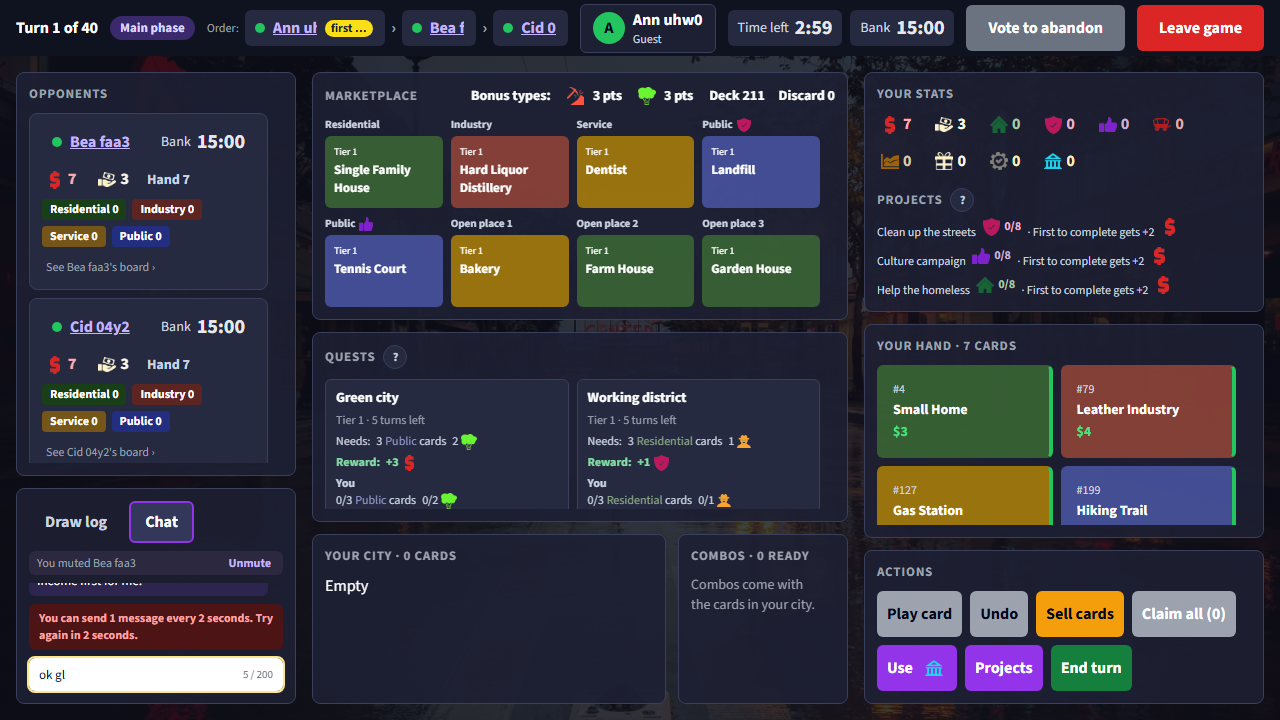 Turn 1 of 40 Main phase Order: Ann uh first ... › Bea f › Cid 0
A Ann uhw0
Guest
Time left 2:59 Bank 15:00 Vote to abandon Leave game
OPPONENTS
Bea faa3 Bank 15:00
7 3 Hand 7
Residential 0 Industry 0
Service 0 Public 0
See Bea faa3's board ›
Cid 04y2 Bank 15:00
7 3 Hand 7
Residential 0 Industry 0
Service 0 Public 0
See Cid 04y2's board ›
Draw log Chat
You muted Bea faa3 Unmute
income first for me.
You can send 1 message every 2 seconds. Try
again in 2 seconds.
ok gl 5 / 200
MARKETPLACE Bonus types: 3 pts 3 pts Deck 211 Discard 0
Residential Industry Service Public
Tier 1 Tier 1 Tier 1 Tier 1
Single Family Hard Liquor Dentist Landfill
House Distillery
Public Open place 1 Open place 2 Open place 3
Tier 1 Tier 1 Tier 1 Tier 1
Tennis Court Bakery Farm House Garden House
QUESTS ?
Green city
Tier 1 · 5 turns left
Needs: 3 Public cards 2
Reward: +3
You
0/3 Public cards 0/2
Working district
Tier 1 · 5 turns left
Needs: 3 Residential cards 1
Reward: +1
You
0/3 Residential cards 0/1
YOUR CITY · 0 CARDS
Empty
COMBOS · 0 READY
Combos come with
the cards in your city.
YOUR STATS
7 3 0 0 0 0
0 0 0 0
PROJECTS ?
Clean up the streets 0/8 · First to complete gets +2
Culture campaign 0/8 · First to complete gets +2
Help the homeless 0/8 · First to complete gets +2
YOUR HAND · 7 CARDS
#4 #79
Small Home Leather Industry
$3 $4
#127 #199
Gas Station Hiking Trail
ACTIONS
Play card Undo Sell cards Claim all (0)
Use Projects End turn